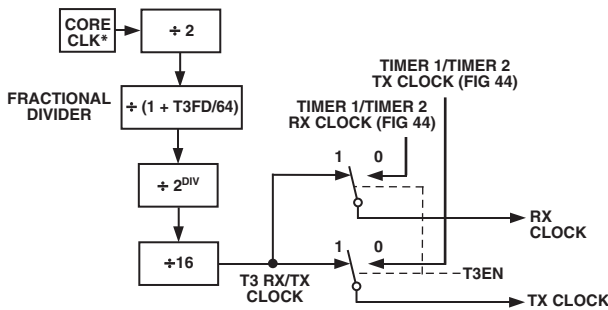 CORE
CLK*
÷ 2
TIMER 1/TIMER 2
TX CLOCK (FIG 44)
FRACTIONAL
DIVIDER
÷ (1 + T3FD/64)
TIMER 1/TIMER 2
RX CLOCK (FIG 44)
1 0
÷ 2DIV
RX
CLOCK
÷16
1 0
T3 RX/TX
CLOCK
T3EN
TX CLOCK